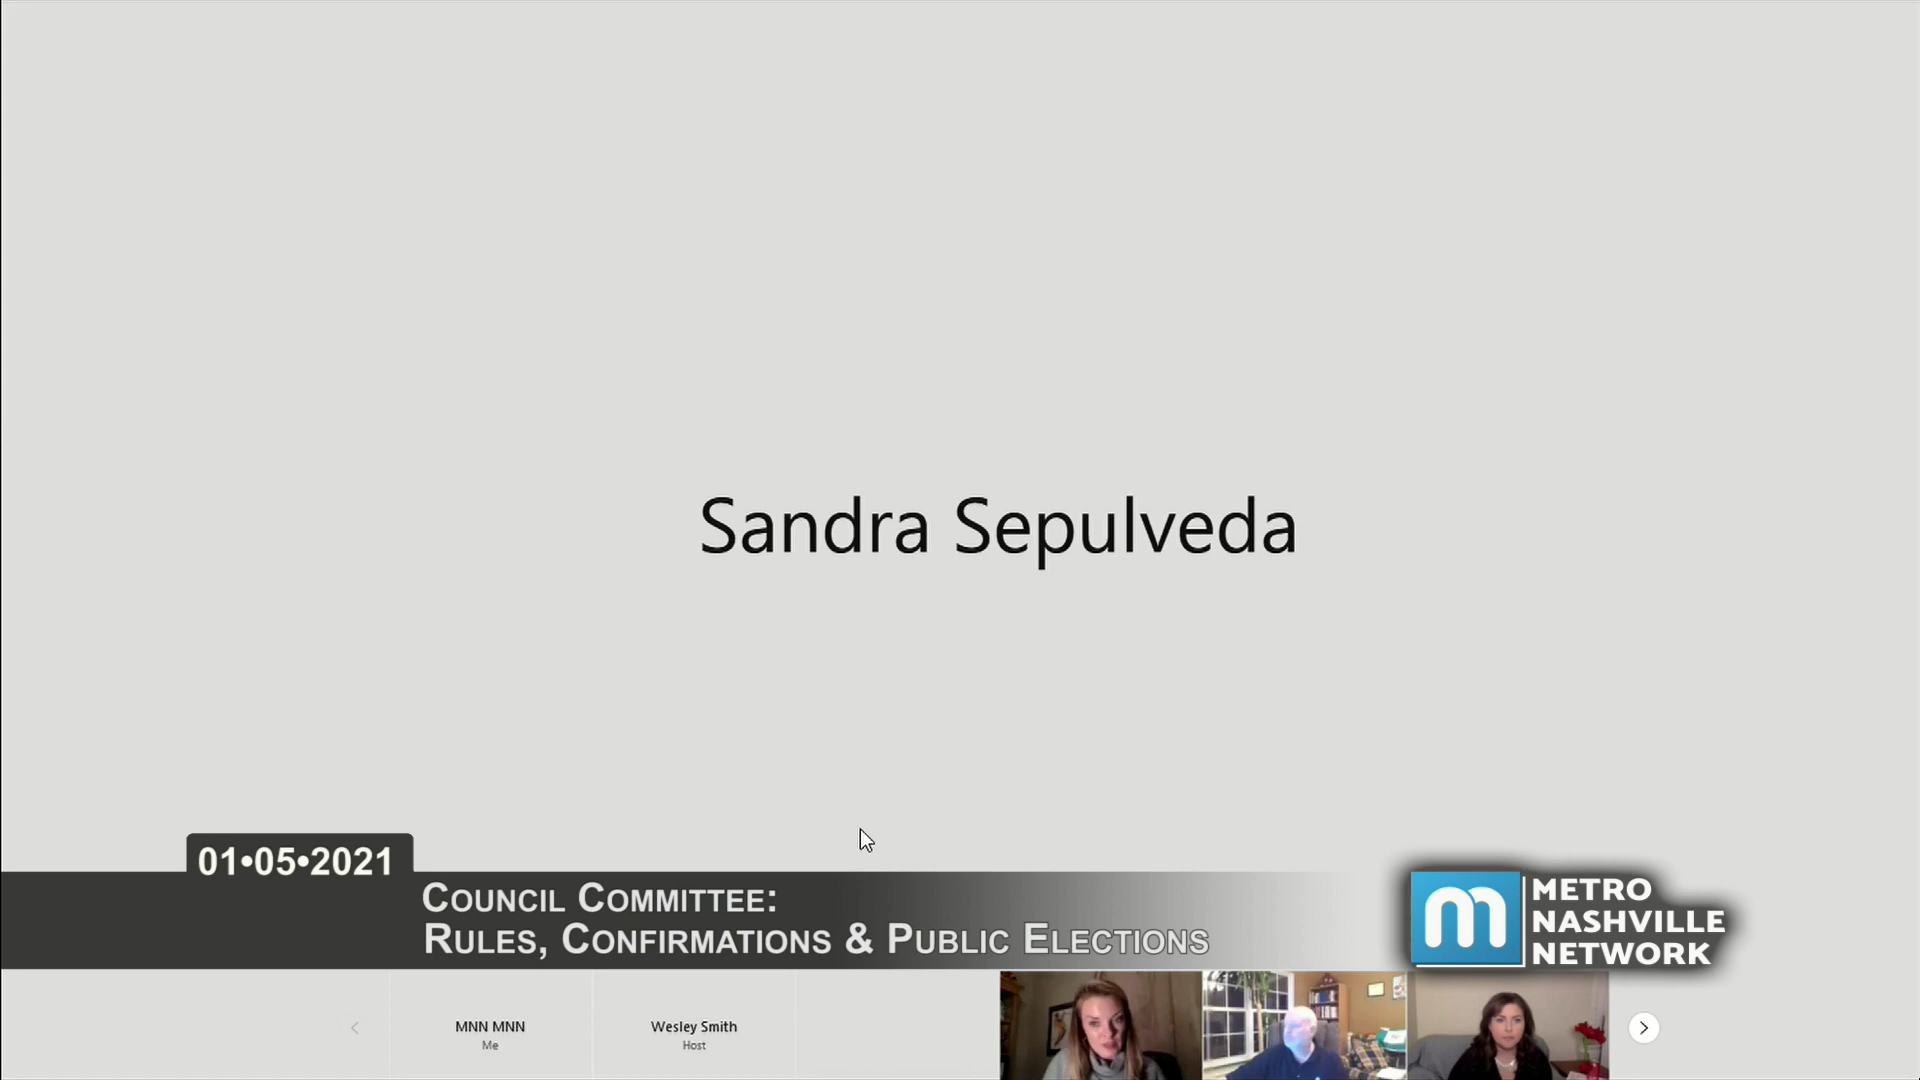 Sandra Sepulveda
01•05•2021
COUNCIL COMMITTEE:
RULES, CONFIRMATIONS & PUBLIC ELECTIONS
m
METRO
NASHVILLE
NETWORK
MNN MNN
Me
Wesley Smith
Host